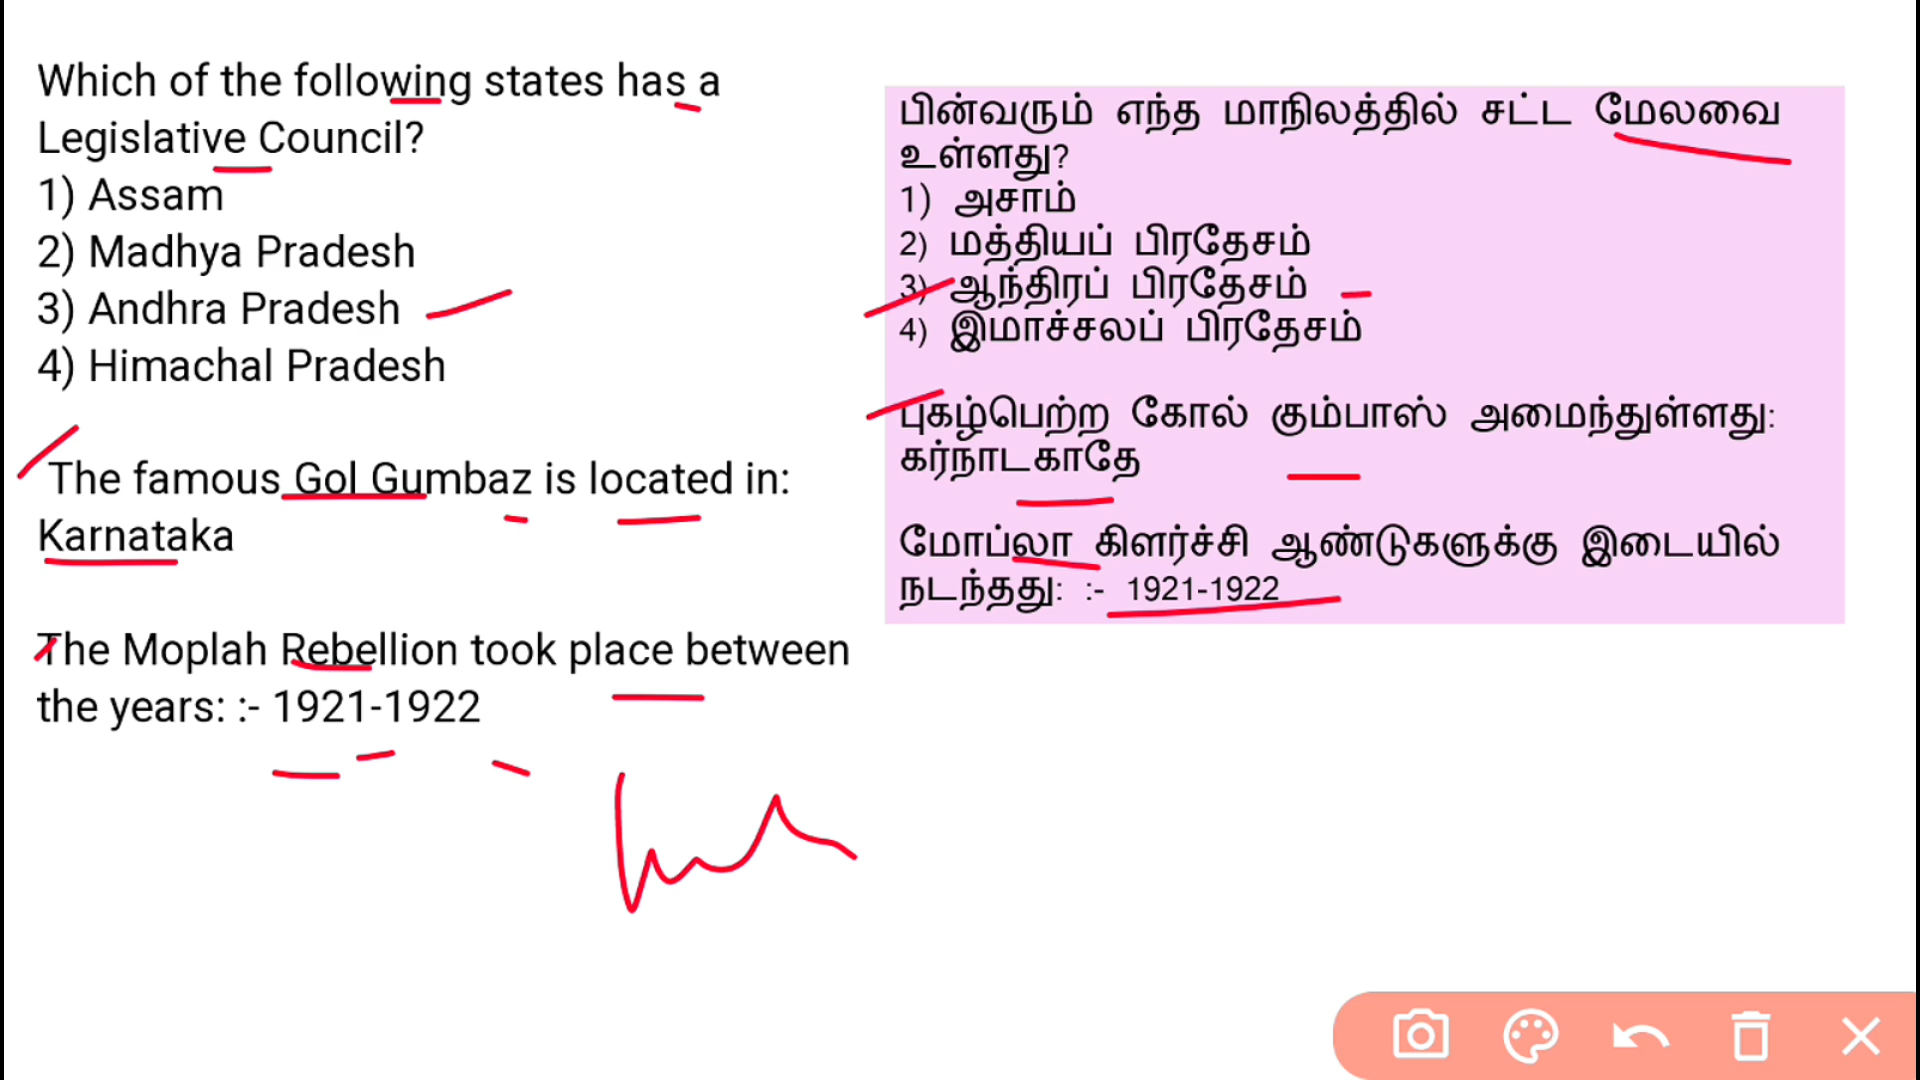 Which of the following states has a
Legislative Council?
1) Assam
2) Madhya Pradesh
3) Andhra Pradesh
4) Himachal Pradesh
The famous Gol Gumbaz is located in:
Karnataka
The Moplah Rebellion took place between
the years: :- 1921-1922
பின்வரும் எந்த மாநிலத்தில் சட்ட மேலவை
உள்ளது?
1) அசாம்
2) மத்தியப் பிரதேசம்
3) ஆந்திரப் பிரதேசம்
4) இமாச்சலப் பிரதேசம்
புகழ்பெற்ற கோல் கும்பாஸ் அமைந்துள்ளது:
கர்நாடகாதே
மோப்லா கிளர்ச்சி ஆண்டுகளுக்கு இடையில்
நடந்தது: :- 1921-1922